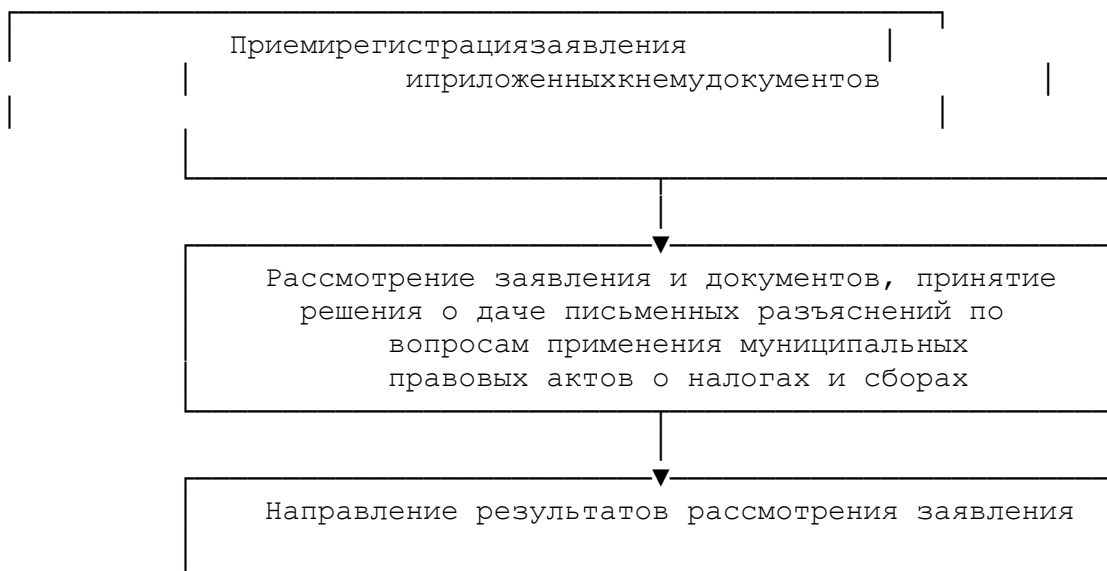 Приемирегистрациязаявления
иприложенныхкнемудокументов
Рассмотрение заявления и документов, принятие
решения о даче письменных разъяснений по
вопросам применения муниципальных
правовых актов о налогах и сборах
Направление результатов рассмотрения заявления